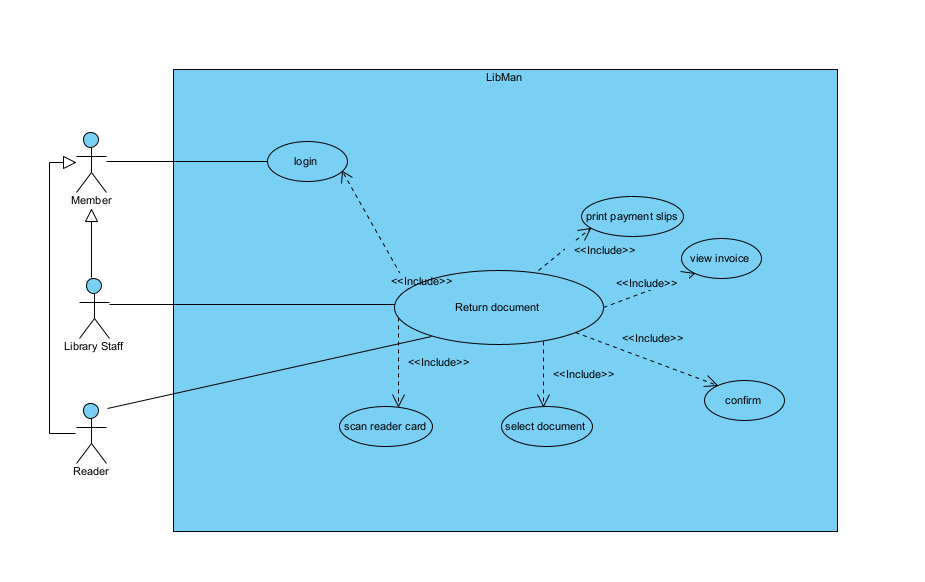 LibMan
Member
login
print payment slips
<<Include>>
view invoice
<<Include>>
<<Include>>
Return document
Library Staff
<<Include>>
<<Include>>
<<Include>>
confirm
scan reader card
select document
Reader